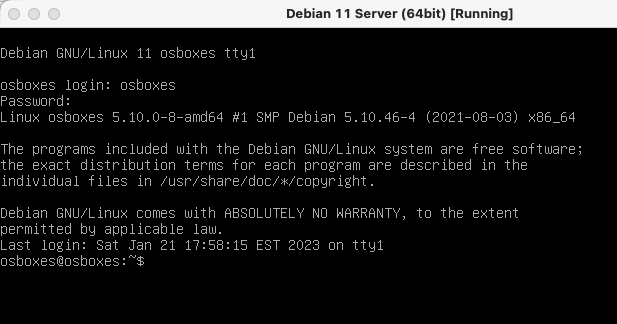 Debian 11 Server (64bit) [Running]
Debian GNU/Linux 11 osboxes tty1
osboxes login: osboxes
Password:
Linux osboxes 5.10.0-8-amd64 #1 SMP Debian 5.10.46-4 (2021-08-03) x86_64
The programs included with the Debian GNU/Linux system are free software;
the exact distribution terms for each program are described in the
individual files in /usr/share/doc/*/copyright.
Debian GNU/Linux comes with ABSOLUTELY NO WARRANTY, to the extent
permitted by applicable law.
Last login: Sat Jan 21 17:58:15 EST 2023 on tty1
osboxes@osboxes:~$